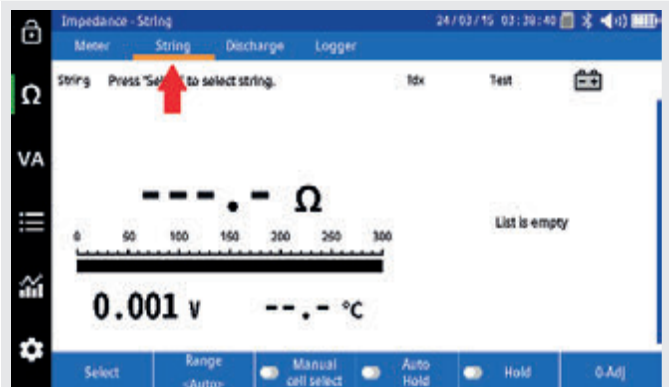 Impedance - String 24/03/15 03:39:40
Meter String Discharge Logger
String Press "Sel to select string. Idx Test
Ω
VA
---.- Ω
List is empty
0 50 100 150 200 250 300
0.001 V --.- °C
Select Range <Auto> Manual cell select Auto Hold Hold 0-Adj